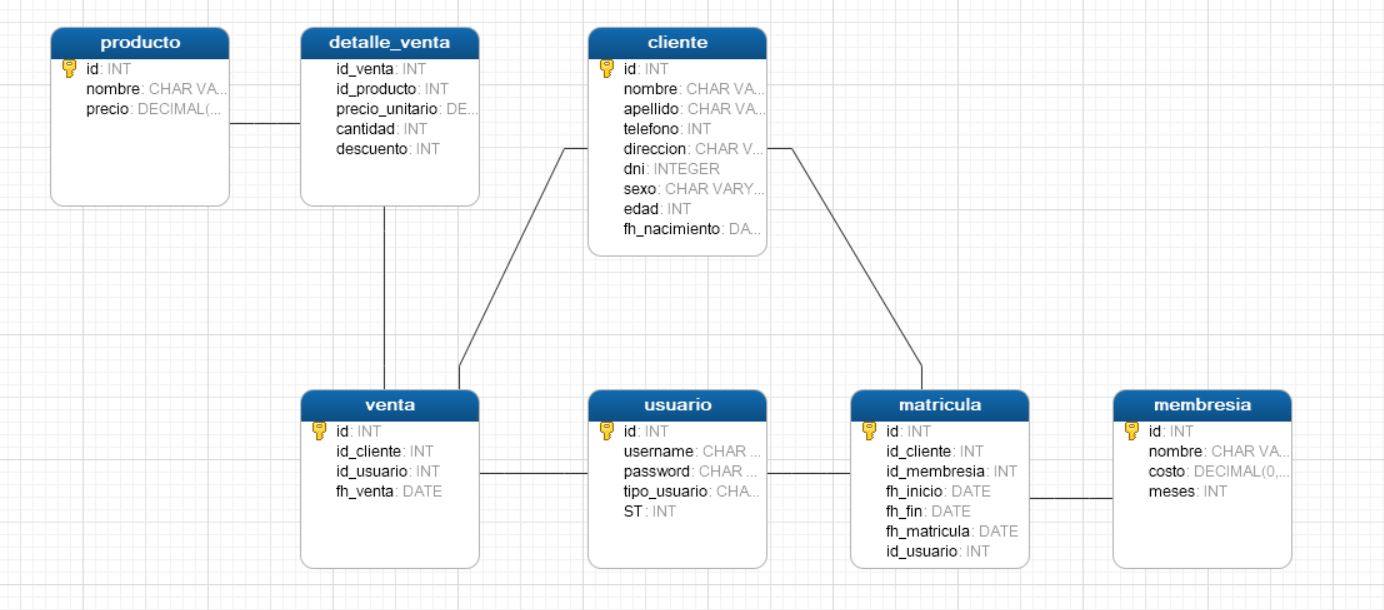 producto
id: INT
nombre: CHAR VA...
precio: DECIMAL(...
detalle_venta
id_venta: INT
id_producto: INT
precio_unitario: DE...
cantidad: INT
descuento: INT
cliente
id: INT
nombre: CHAR VA...
apellido: CHAR VA...
telefono: INT
direccion: CHAR V...
dni: INTEGER
sexo: CHAR VARY...
edad: INT
fh_nacimiento: DA...
venta
id: INT
id_cliente: INT
id_usuario: INT
fh_venta: DATE
usuario
id: INT
username: CHAR ...
password: CHAR ...
tipo_usuario: CHA...
ST: INT
matricula
id: INT
id_cliente: INT
id_membresia: INT
fh_inicio: DATE
fh_fin: DATE
fh_matricula: DATE
id_usuario: INT
membresia
id: INT
nombre: CHAR VA...
costo: DECIMAL(0,...
meses: INT